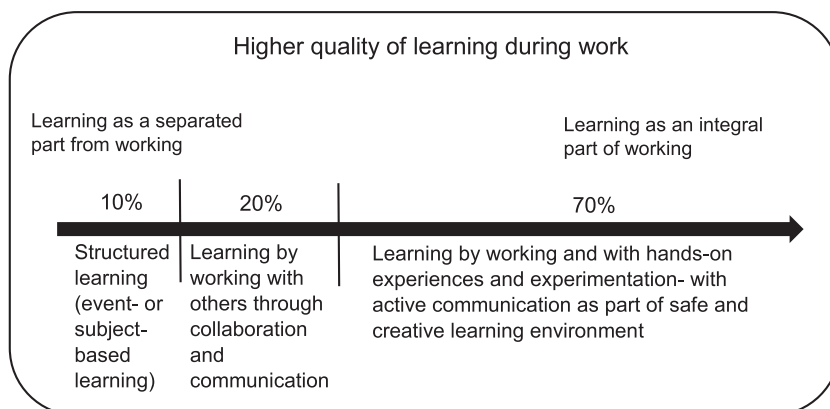 Higher quality of learning during work
Learning as a separated
part from working
Learning as an integral
part of working
10%
20%
70%
Structured
learning
(event- or
subject-
based
learning)
Learning by
working with
others through
collaboration
and
communication
Learning by working and with hands-on
experiences and experimentation- with
active communication as part of safe and
creative learning environment